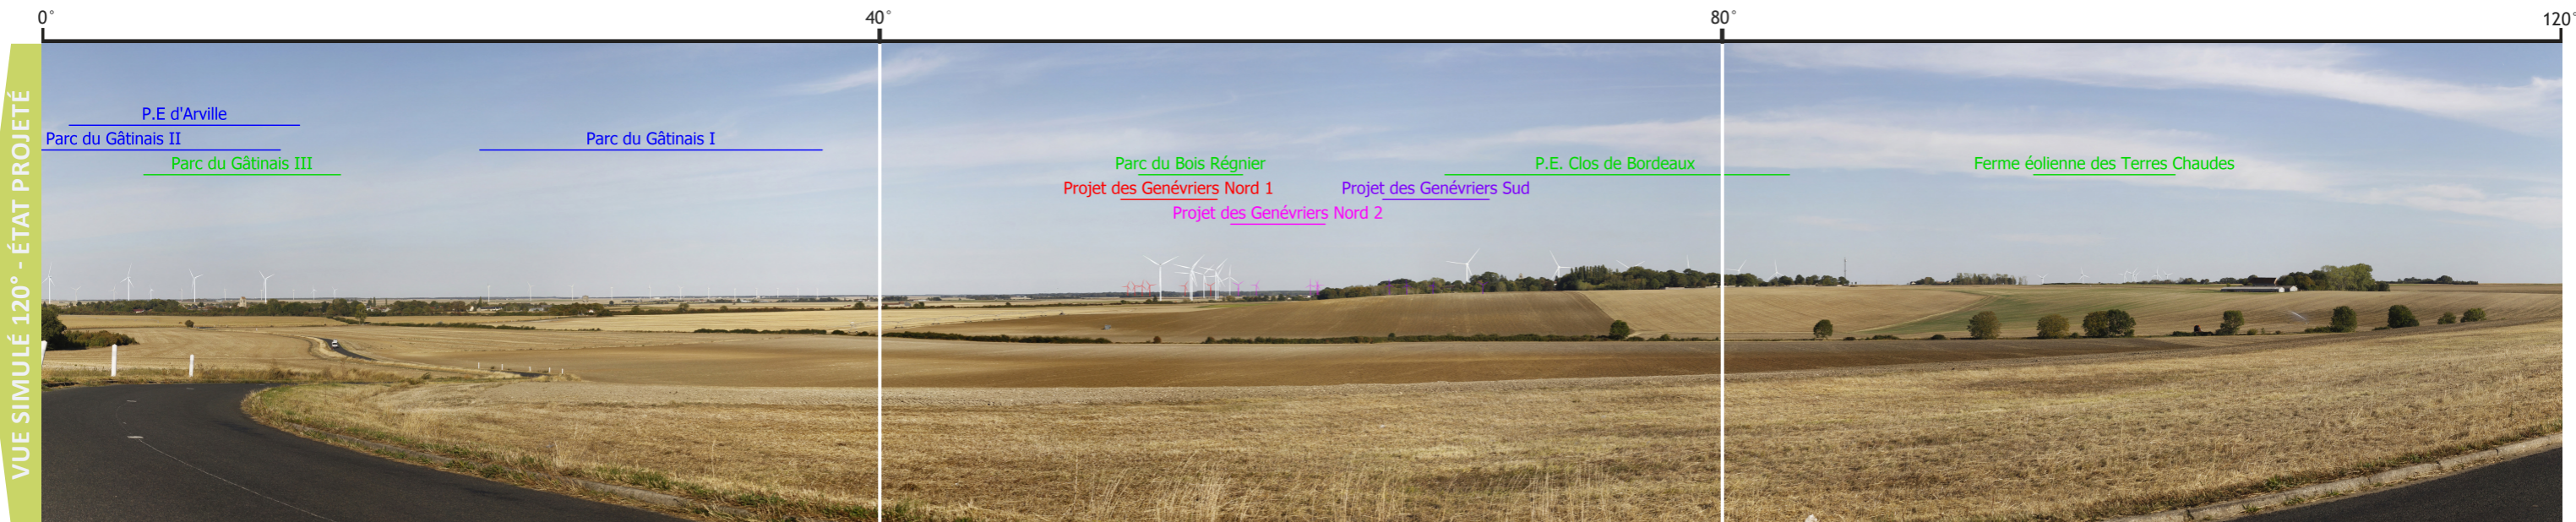 0°
40°
80°
120°
VUE SIMULÉ 120° - ÉTAT PROJETÉ
P.E d'Arville
Parc du Gâtinais II
Parc du Gâtinais I
Parc du Gâtinais III
Parc du Bois Régnier
P.E. Clos de Bordeaux
Ferme éolienne des Terres Chaudes
Projet des Genévriers Nord 1
Projet des Genévriers Sud
Projet des Genévriers Nord 2